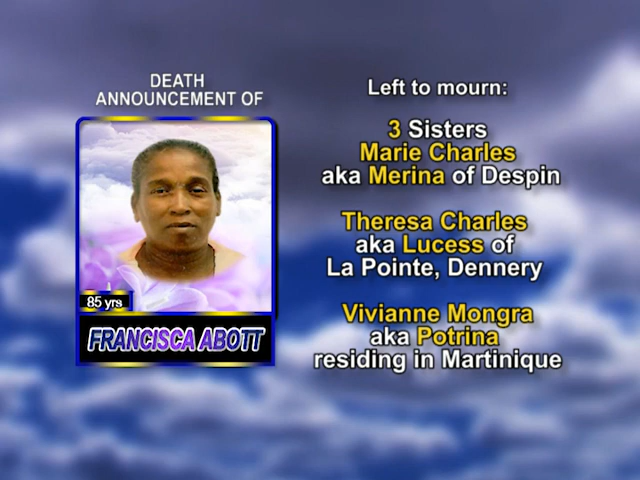 DEATH
ANNOUNCEMENT OF
85 yrs
FRANCISCA ABOTT
Left to mourn:
3 Sisters
Marie Charles
aka Merina of Despin
Theresa Charles
aka Lucess of
La Pointe, Dennery
Vivianne Mongra
aka Potrina
residing in Martinique